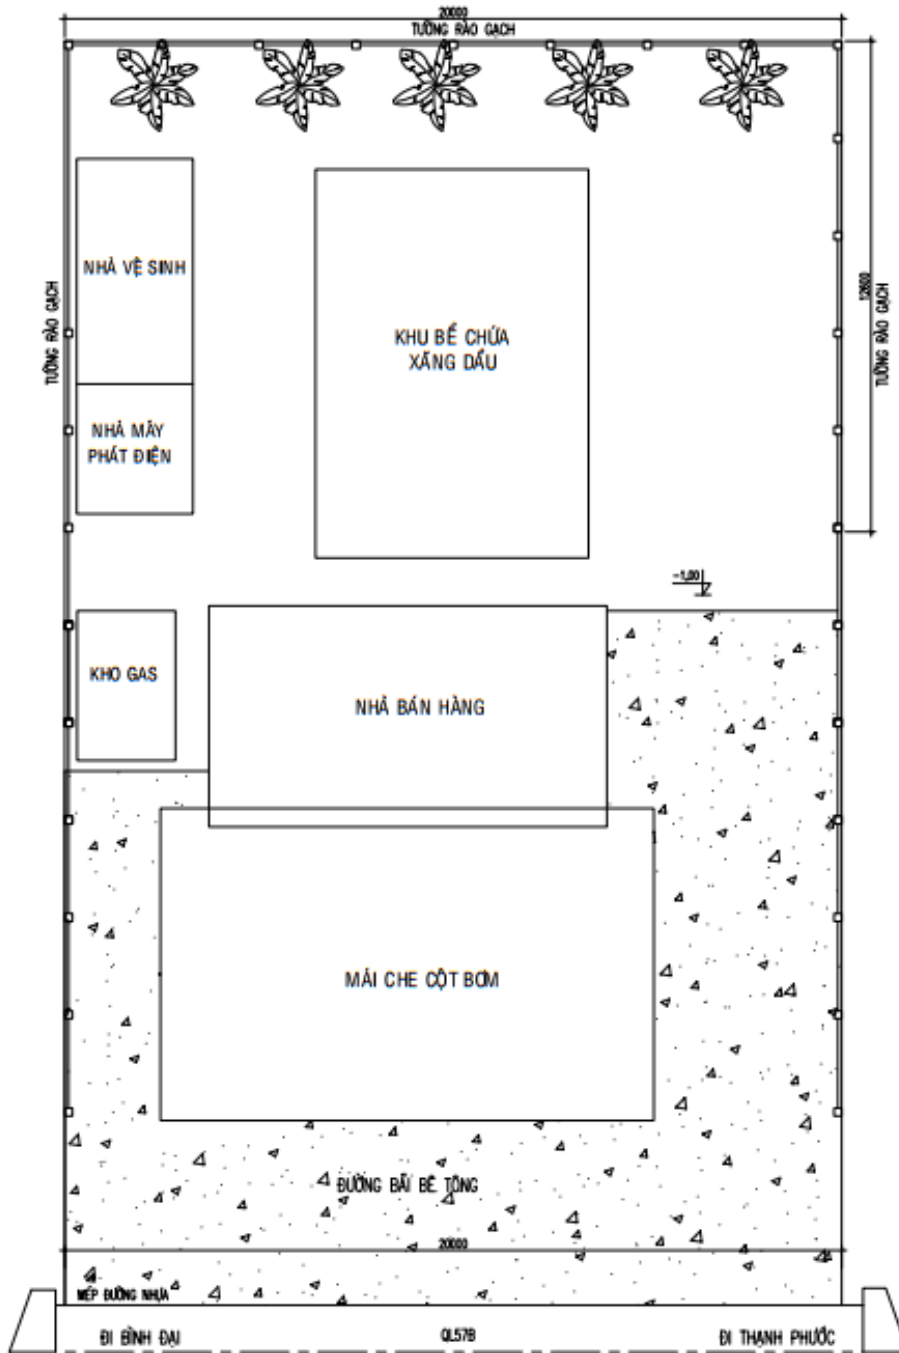 20000
TƯỜNG RÀO GẠCH
NHÀ VỆ SINH
TƯỜNG RÀO GẠCH
KHU BỂ CHỨA
XĂNG DẦU
12600
TƯỜNG RÀO GẠCH
NHÀ MÁY
PHÁT ĐIỆN
-1,00
KHO GAS
NHÀ BÁN HÀNG
MÁI CHE CỘT BƠM
ĐƯỜNG BÃI BÊ TÔNG
20000
MÉP ĐƯỜNG NHỰA
ĐI BÌNH ĐẠI
QL57B
ĐI THẠNH PHƯỚC